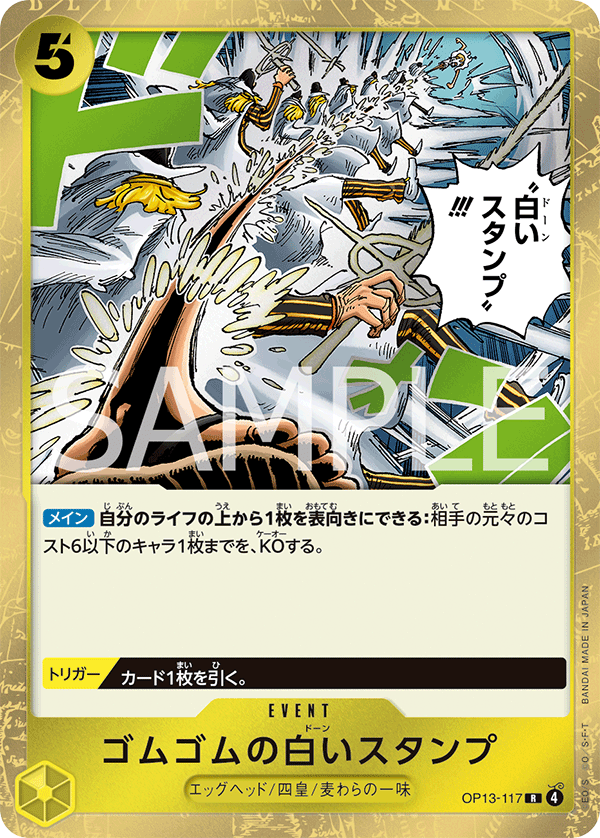 5
ドーン
"白い
スタンプ"
!!!
SAMPLE
メイン 自分のライフの上から1枚を表向きにできる:相手の元々のコ
スト6以下のキャラ1枚までを、KOする。
トリガー カード1枚を引く。
EVENT
ドーン
ゴムゴムの白いスタンプ
エッグヘッド/四皇/麦わらの一味
OP13-117 R 4
BANDAI MADE IN JAPAN